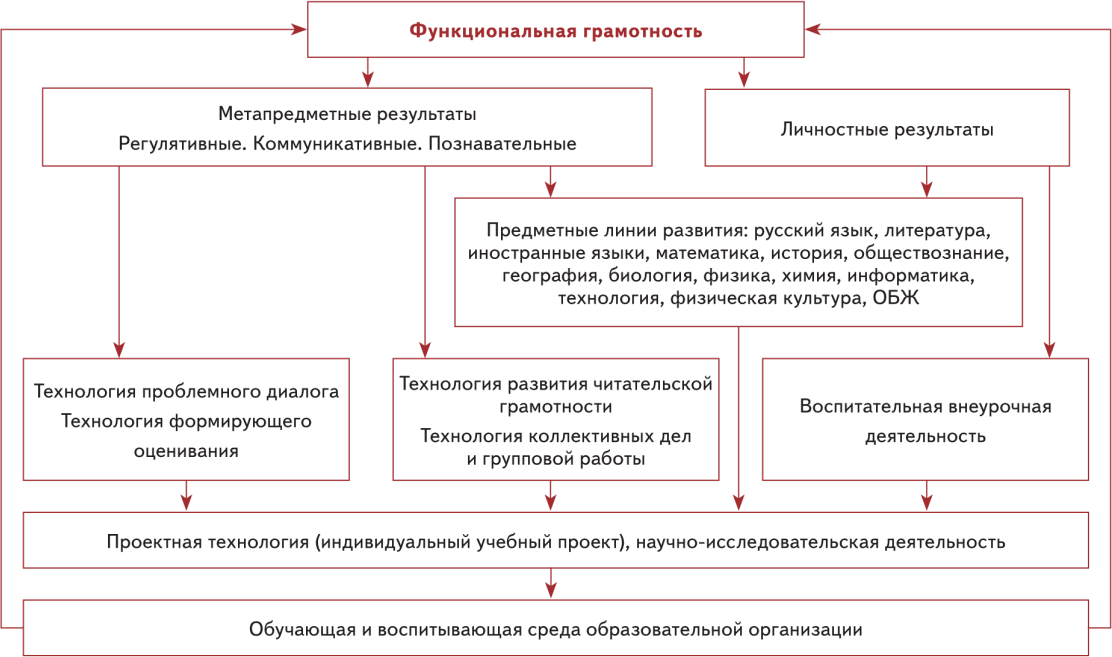 Функциональная грамотность
Метапредметные результаты
Регулятивные. Коммуникативные. Познавательные
Личностные результаты
Предметные линии развития: русский язык, литература,
иностранные языки, математика, история, обществознание,
география, биология, физика, химия, информатика,
технология, физическая культура, ОБЖ
Технология проблемного диалога
Технология формирующего
оценивания
Технология развития читательской
грамотности
Технология коллективных дел
и групповой работы
Воспитательная внеурочная
деятельность
Проектная технология (индивидуальный учебный проект), научно-исследовательская деятельность
Обучающая и воспитывающая среда образовательной организации